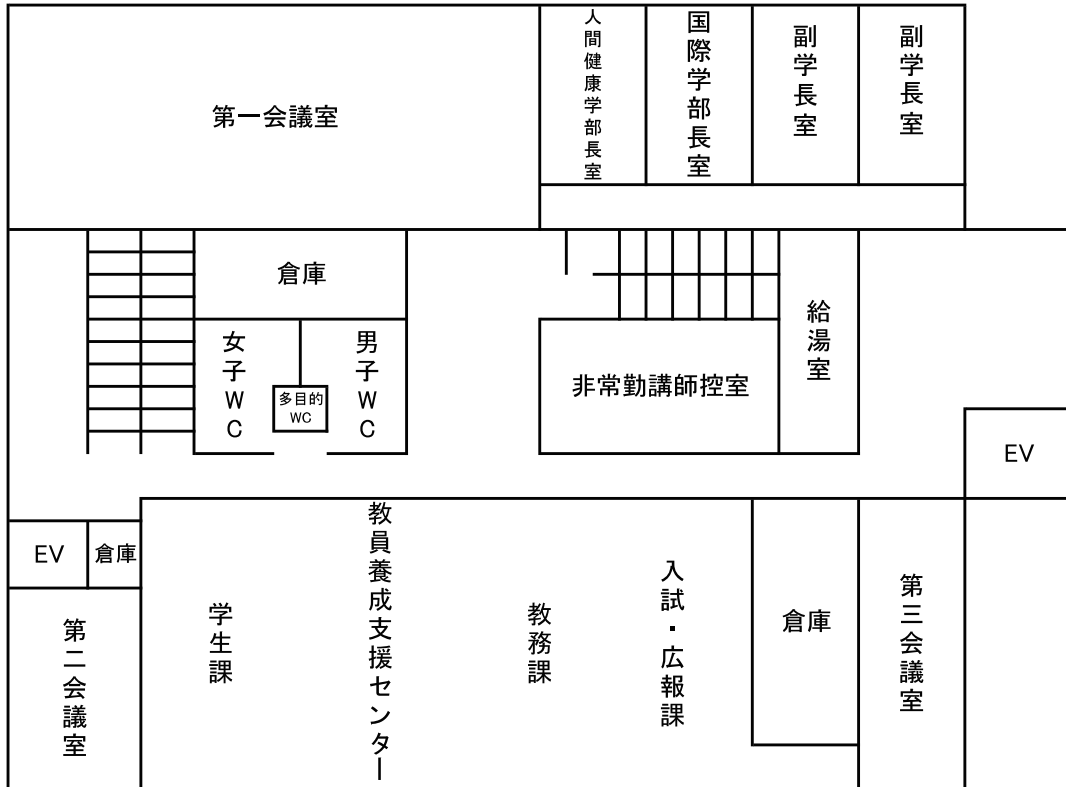 第一会議室
人間健康学部長室
国際学部長室
副学長室
副学長室
倉庫
女子WC
多目的
WC
男子WC
非常勤講師控室
給湯室
EV
EV
倉庫
第二会議室
学生課
教員養成支援センター
教務課
入試・広報課
倉庫
第三会議室